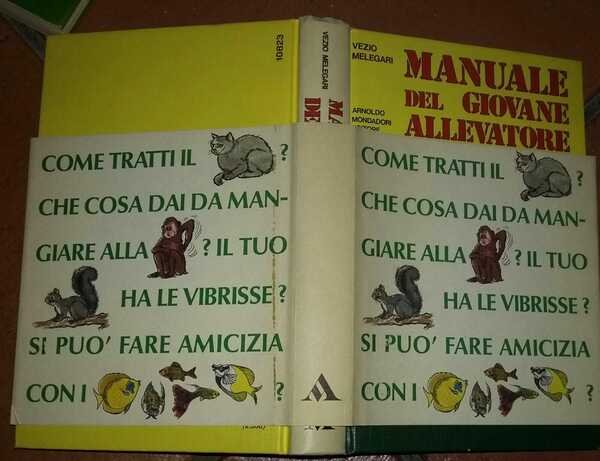 10623
VEZIO MELEGARI
VEZIO
MELEGARI
MANUALE
DEL GIOVANE
ALLEVATORE
ARNOLDO
MONDADORI
COME TRATTI IL ?
CHE COSA DAI DA MAN-
GIARE ALLA ? IL TUO
HA LE VIBRISSE ?
SI PUO' FARE AMICIZIA
CON I ?
COME TRATTI IL ?
CHE COSA DAI DA MAN-
GIARE ALLA ? IL TUO
HA LE VIBRISSE ?
SI PUO' FARE AMICIZIA
CON I ?